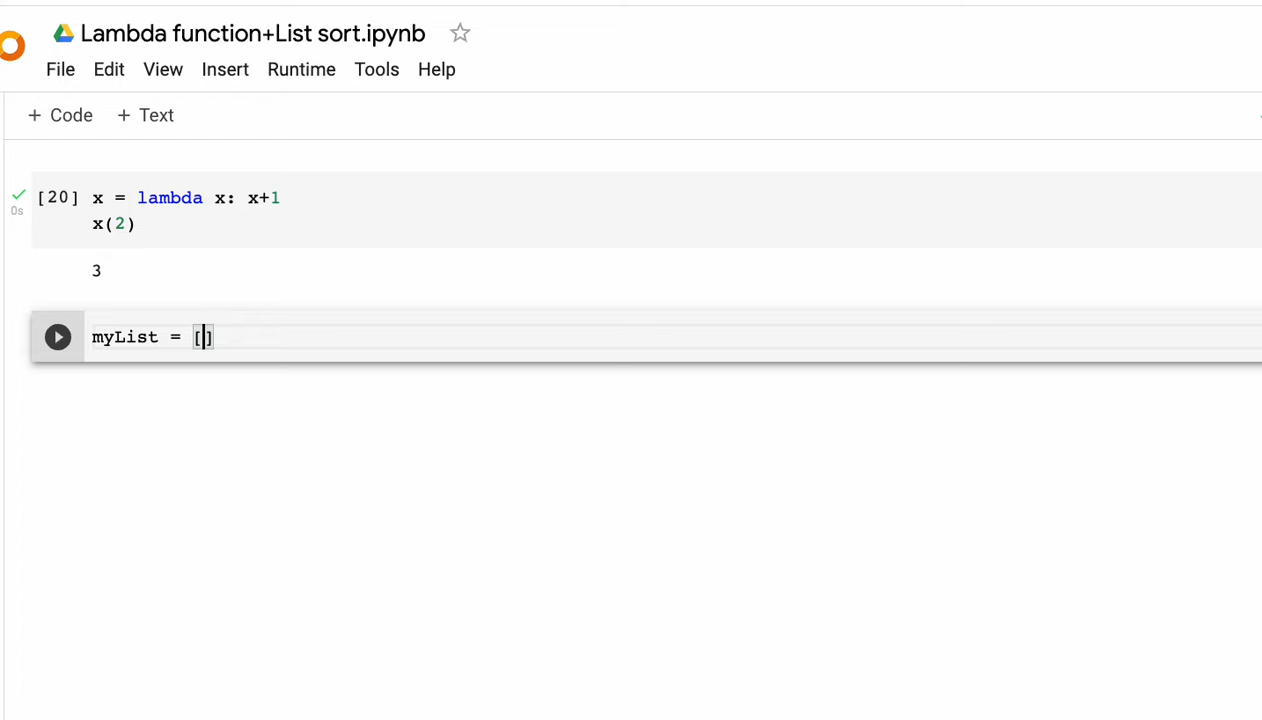 Lambda function+List sort.ipynb
File Edit View Insert Runtime Tools Help
+ Code + Text
[20] x = lambda x: x+1
0s
x(2)
3
myList = []